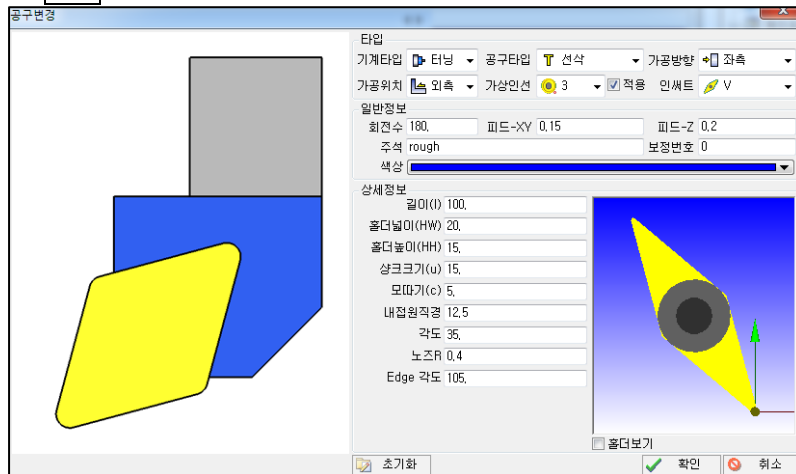 공구변경
타입
기계타입 터닝 공구타입 선삭 가공방향 좌측
가공위치 외측 가상인선 3 적용 인써트 V
일반정보
회전수 180, 피드-XY 0,15 피드-Z 0,2
주석 rough 보정번호 0
색상
상세정보
길이(l) 100,
홀더넓이(HW) 20,
홀더높이(HH) 15,
샹크크기(u) 15,
모따기(c) 5,
내접원직경 12,5
각도 35,
노즈R 0,4
Edge 각도 105,
홀더보기
초기화 확인 취소